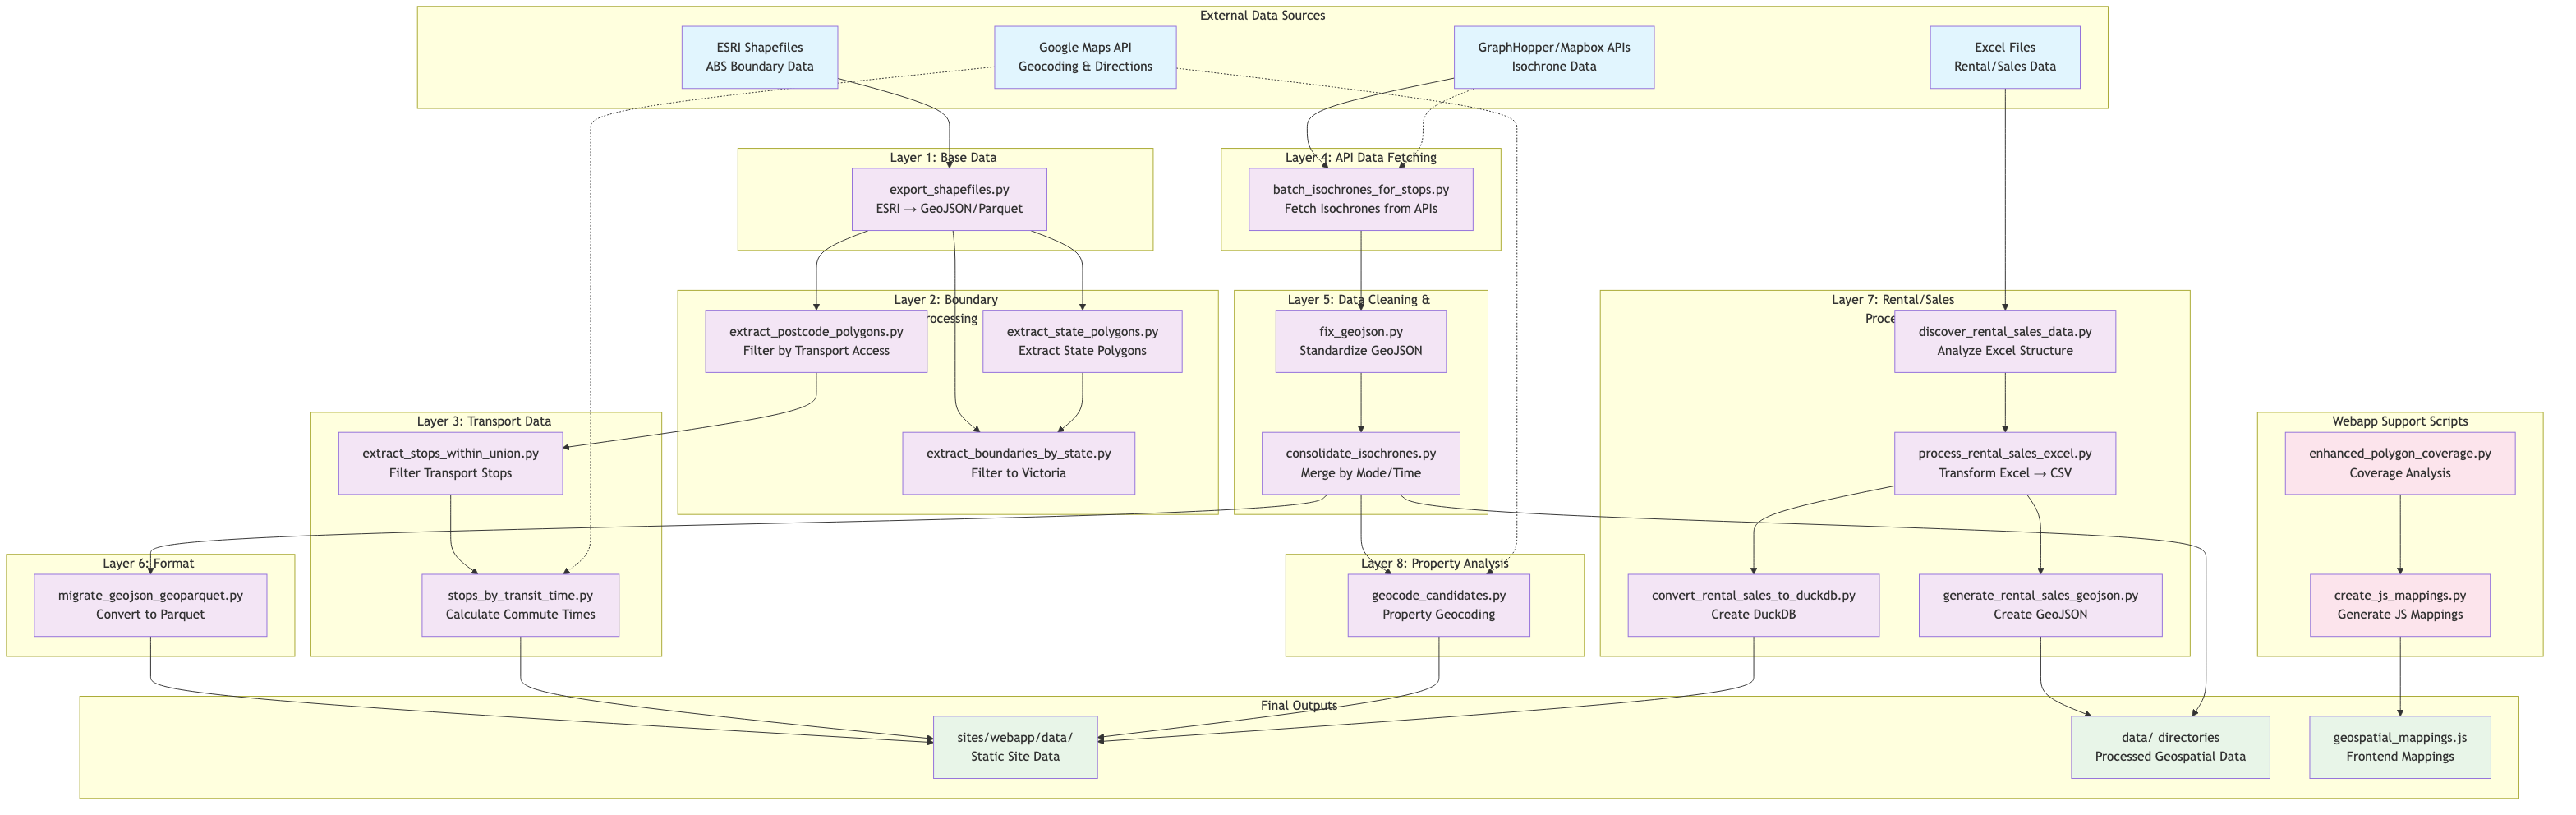 External Data Sources
ESRI Shapefiles
ABS Boundary Data
Google Maps API
Geocoding & Directions
GraphHopper/Mapbox APIs
Isochrone Data
Excel Files
Rental/Sales Data
Layer 1: Base Data
export_shapefiles.py
ESRI → GeoJSON/Parquet
Layer 4: API Data Fetching
batch_isochrones_for_stops.py
Fetch Isochrones from APIs
Layer 2: Boundary
rocessing
extract_postcode_polygons.py
Filter by Transport Access
extract_state_polygons.py
Extract State Polygons
extract_boundaries_by_state.py
Filter to Victoria
Layer 5: Data Cleaning &
fix_geojson.py
Standardize GeoJSON
consolidate_isochrones.py
Merge by Mode/Time
Layer 7: Rental/Sales
Proce
discover_rental_sales_data.py
Analyze Excel Structure
process_rental_sales_excel.py
Transform Excel → CSV
convert_rental_sales_to_duckdb.py
Create DuckDB
generate_rental_sales_geojson.py
Create GeoJSON
Layer 3: Transport Data
extract_stops_within_union.py
Filter Transport Stops
stops_by_transit_time.py
Calculate Commute Times
Webapp Support Scripts
enhanced_polygon_coverage.py
Coverage Analysis
create_js_mappings.py
Generate JS Mappings
Layer 6: Format
migrate_geojson_geoparquet.py
Convert to Parquet
Layer 8: Property Analysis
geocode_candidates.py
Property Geocoding
Final Outputs
sites/webapp/data/
Static Site Data
data/ directories
Processed Geospatial Data
geospatial_mappings.js
Frontend Mappings